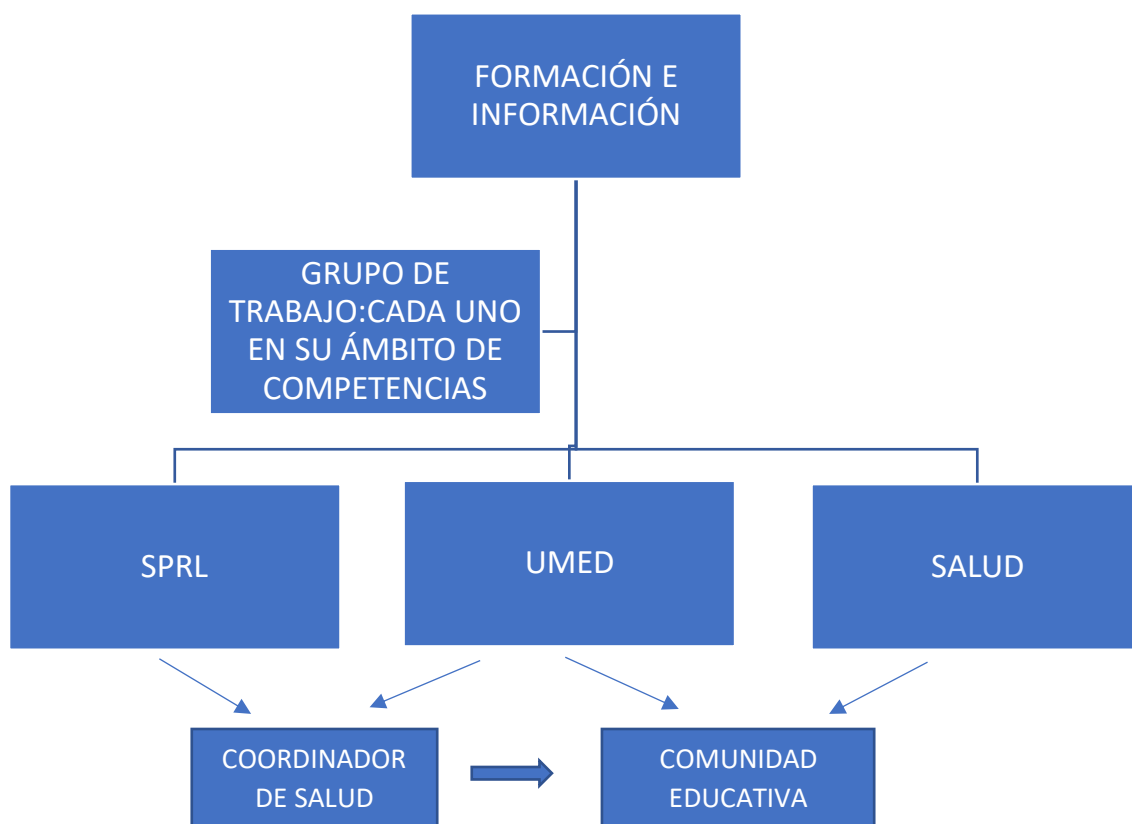 FORMACIÓN E
INFORMACIÓN
GRUPO DE
TRABAJO:CADA UNO
EN SU ÁMBITO DE
COMPETENCIAS
SPRL
UMED
SALUD
COORDINADOR
DE SALUD
COMUNIDAD
EDUCATIVA